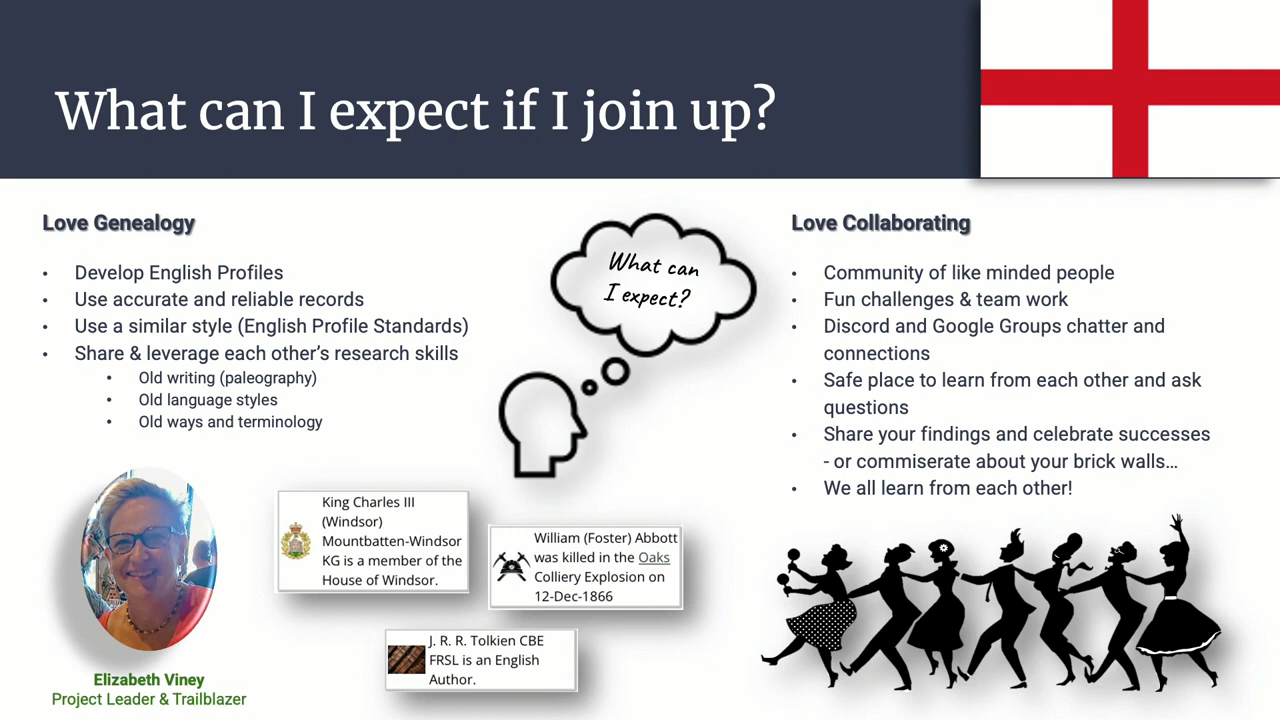 What can I expect if I join up?
Love Genealogy
• Develop English Profiles
• Use accurate and reliable records
• Use a similar style (English Profile Standards)
• Share & leverage each other’s research skills
• Old writing (paleography)
• Old language styles
• Old ways and terminology
What can
I expect?
Love Collaborating
• Community of like minded people
• Fun challenges & team work
• Discord and Google Groups chatter and
connections
• Safe place to learn from each other and ask
questions
• Share your findings and celebrate successes
- or commiserate about your brick walls…
• We all learn from each other!
King Charles III
(Windsor)
Mountbatten-Windsor
KG is a member of the
House of Windsor.
William (Foster) Abbott
was killed in the Oaks
Colliery Explosion on
12-Dec-1866
J. R. R. Tolkien CBE
FRSL is an English
Author.
Elizabeth Viney
Project Leader & Trailblazer